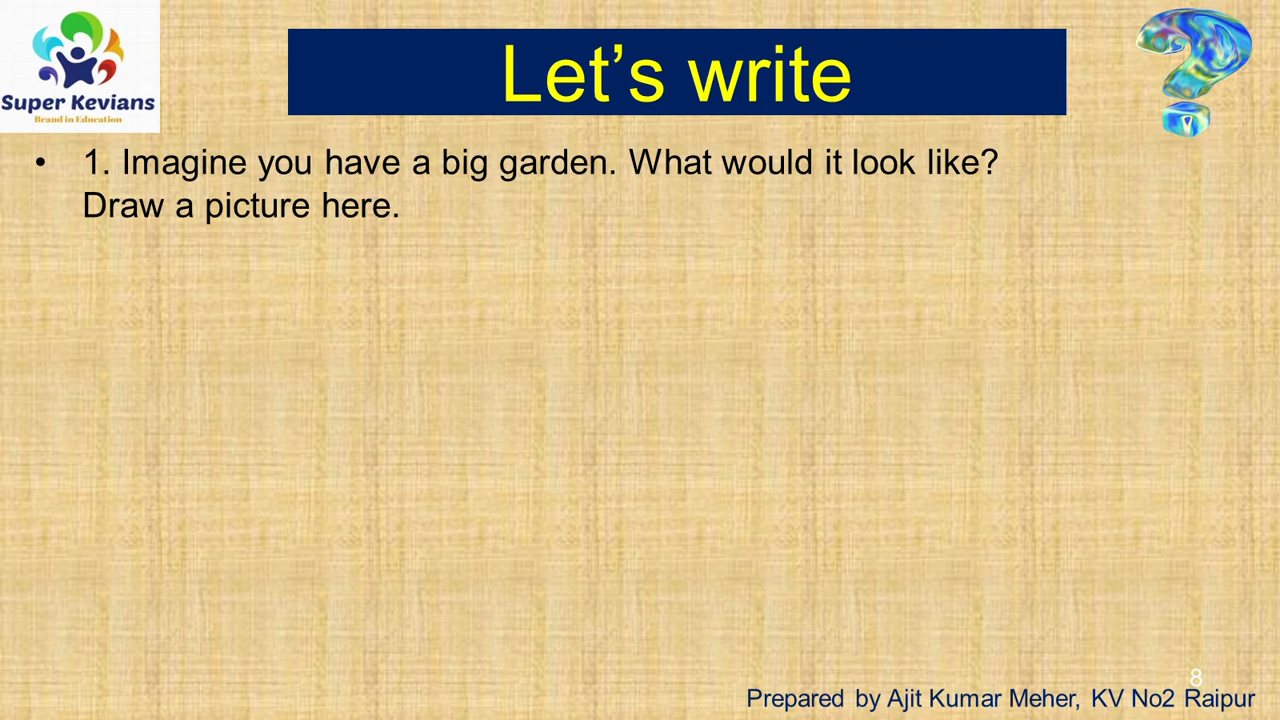 Super Kevians
Brand in Education
Let’s write
• 1. Imagine you have a big garden. What would it look like?
Draw a picture here.
8
Prepared by Ajit Kumar Meher, KV No2 Raipur